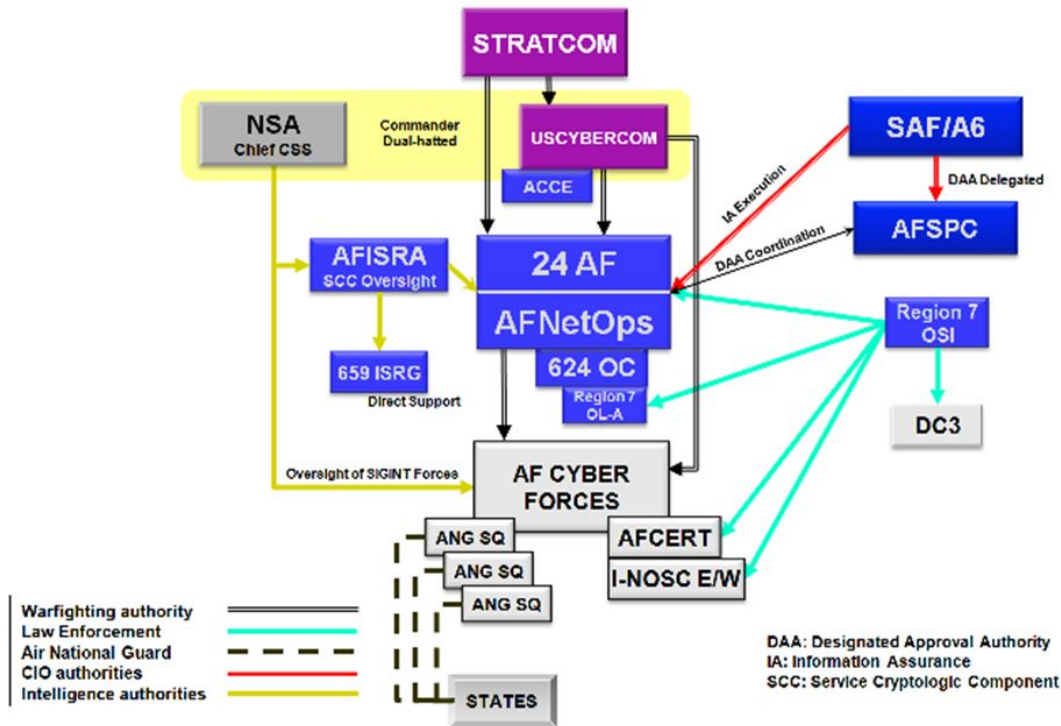 STRATCOM
NSA
Chief CSS
Commander
Dual-hatted
USCYBERCOM
ACCE
SAF/A6
DAA Delegated
IA Execution
AFSPC
DAA Coordination
AFISRA
SCC Oversight
24 AF
AFNetOps
Region 7
OSI
659 ISRG
Direct Support
624 OC
Region 7
OL-A
DC3
Oversight of SIGINT Forces
AF CYBER
FORCES
ANG SQ
AFCERT
ANG SQ
I-NOSC E/W
ANG SQ
Warfighting authority
Law Enforcement
Air National Guard
CIO authorities
Intelligence authorities
STATES
DAA: Designated Approval Authority
IA: Information Assurance
SCC: Service Cryptologic Component